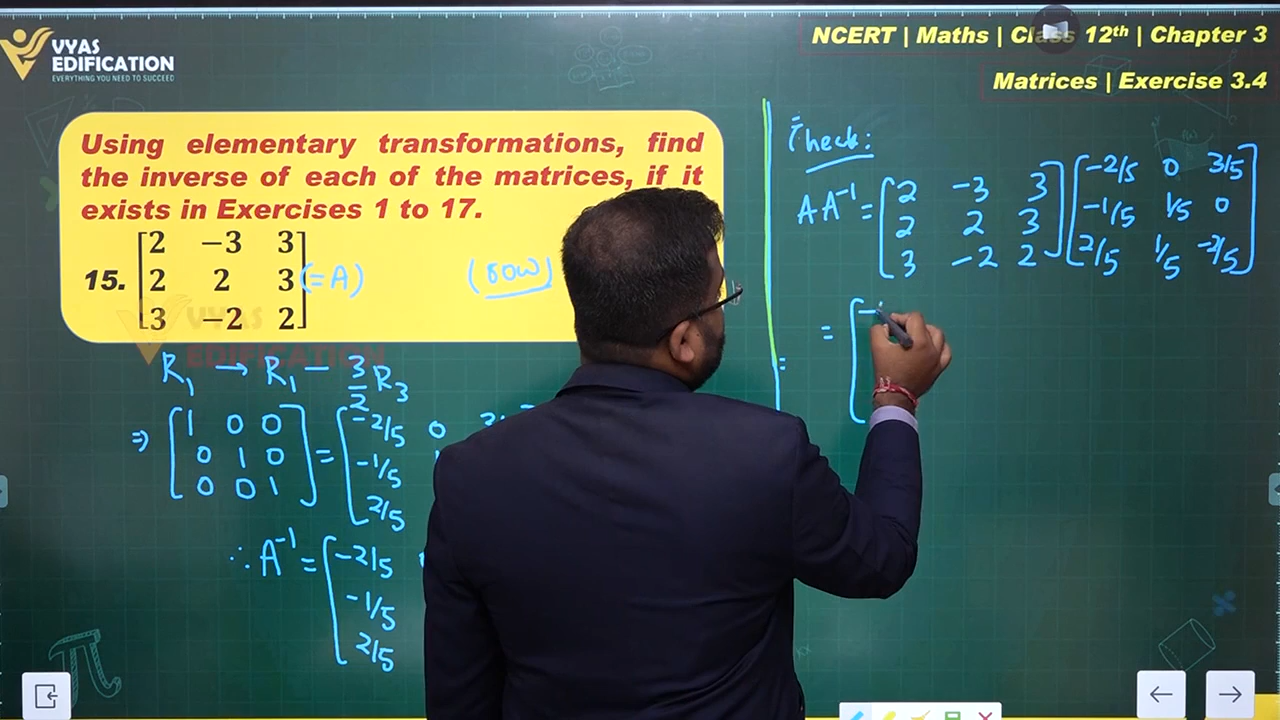 VYAS
EDIFICATION
EVERYTHING YOU NEED TO SUCCEED
NCERT | Maths | Class 12th | Chapter 3
Matrices | Exercise 3.4
Using elementary transformations, find
the inverse of each of the matrices, if it
exists in Exercises 1 to 17.
2 −3 3
15. 2 2 3 (=A) (row)
3 −2 2
R₁ → R₁ − 3/2 R₃
⇒ [1 0 0 = [-2/5 0
0 1 0 -1/5
0 0 1] 2/5
∴ A⁻¹ = [-2/5
-1/5
2/5
Check:
AA⁻¹ = [2 -3 3] [-2/5 0 3/5]
[2 2 3] [-1/5 1/5 0]
[3 -2 2] [2/5 1/5 -2/5]
= [-